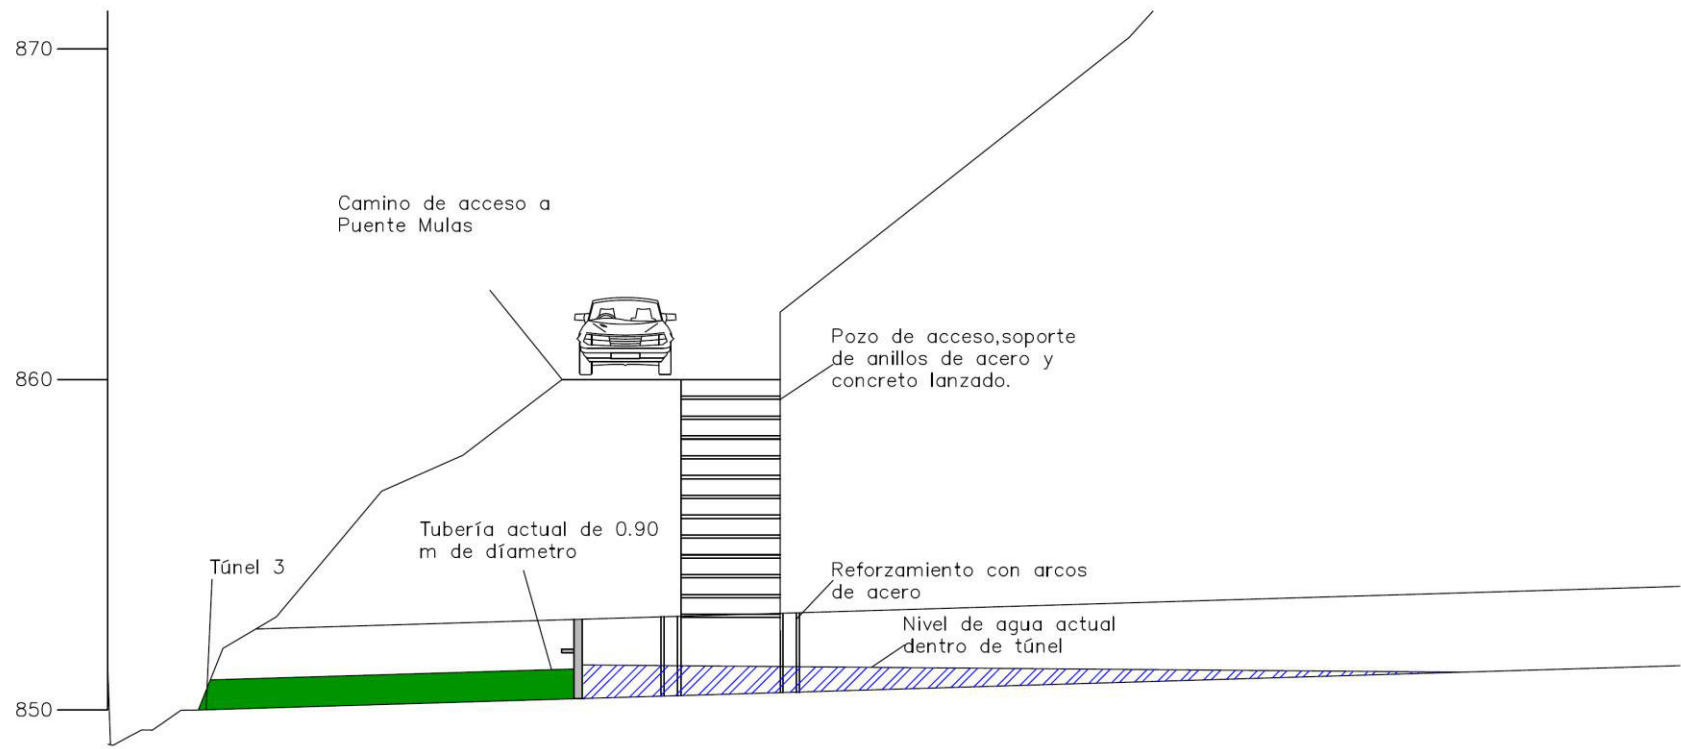 870
Camino de acceso a
Puente Mulas
Pozo de acceso,soporte
de anillos de acero y
concreto lanzado.
860
Tubería actual de 0.90
m de díametro
Túnel 3
Reforzamiento con arcos
de acero
Nivel de agua actual
dentro de túnel
850